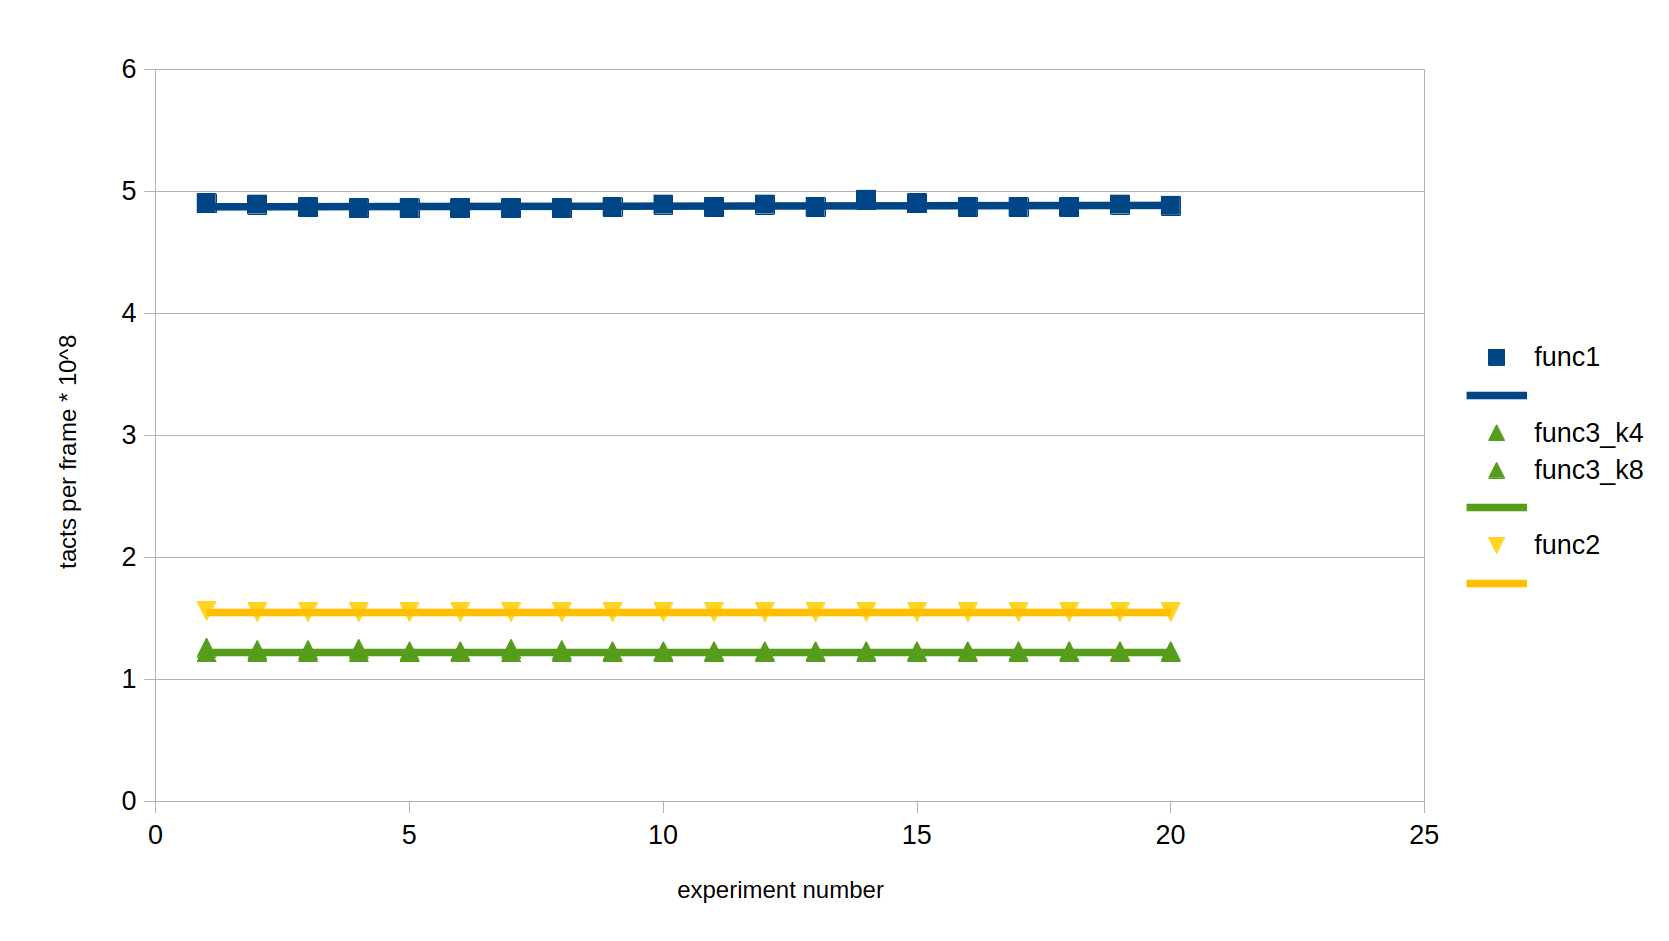 6
5
4
3
2
1
0
tacts per frame * 10^8
0 5 10 15 20 25
experiment number
func1
func3_k4
func3_k8
func2